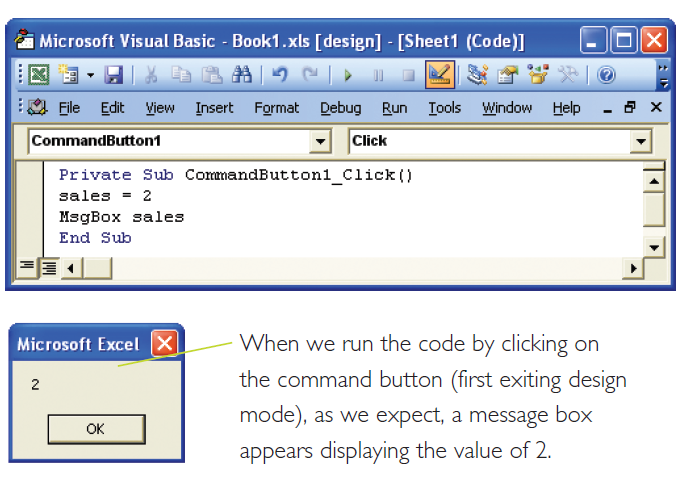 Microsoft Visual Basic - Book1.xls [design] - [Sheet1 (Code)]
File Edit View Insert Format Debug Run Tools Window Help
CommandButton1 Click
Private Sub CommandButton1_Click()
sales = 2
MsgBox sales
End Sub
Microsoft Excel
2
OK
When we run the code by clicking on
the command button (first exiting design
mode), as we expect, a message box
appears displaying the value of 2.